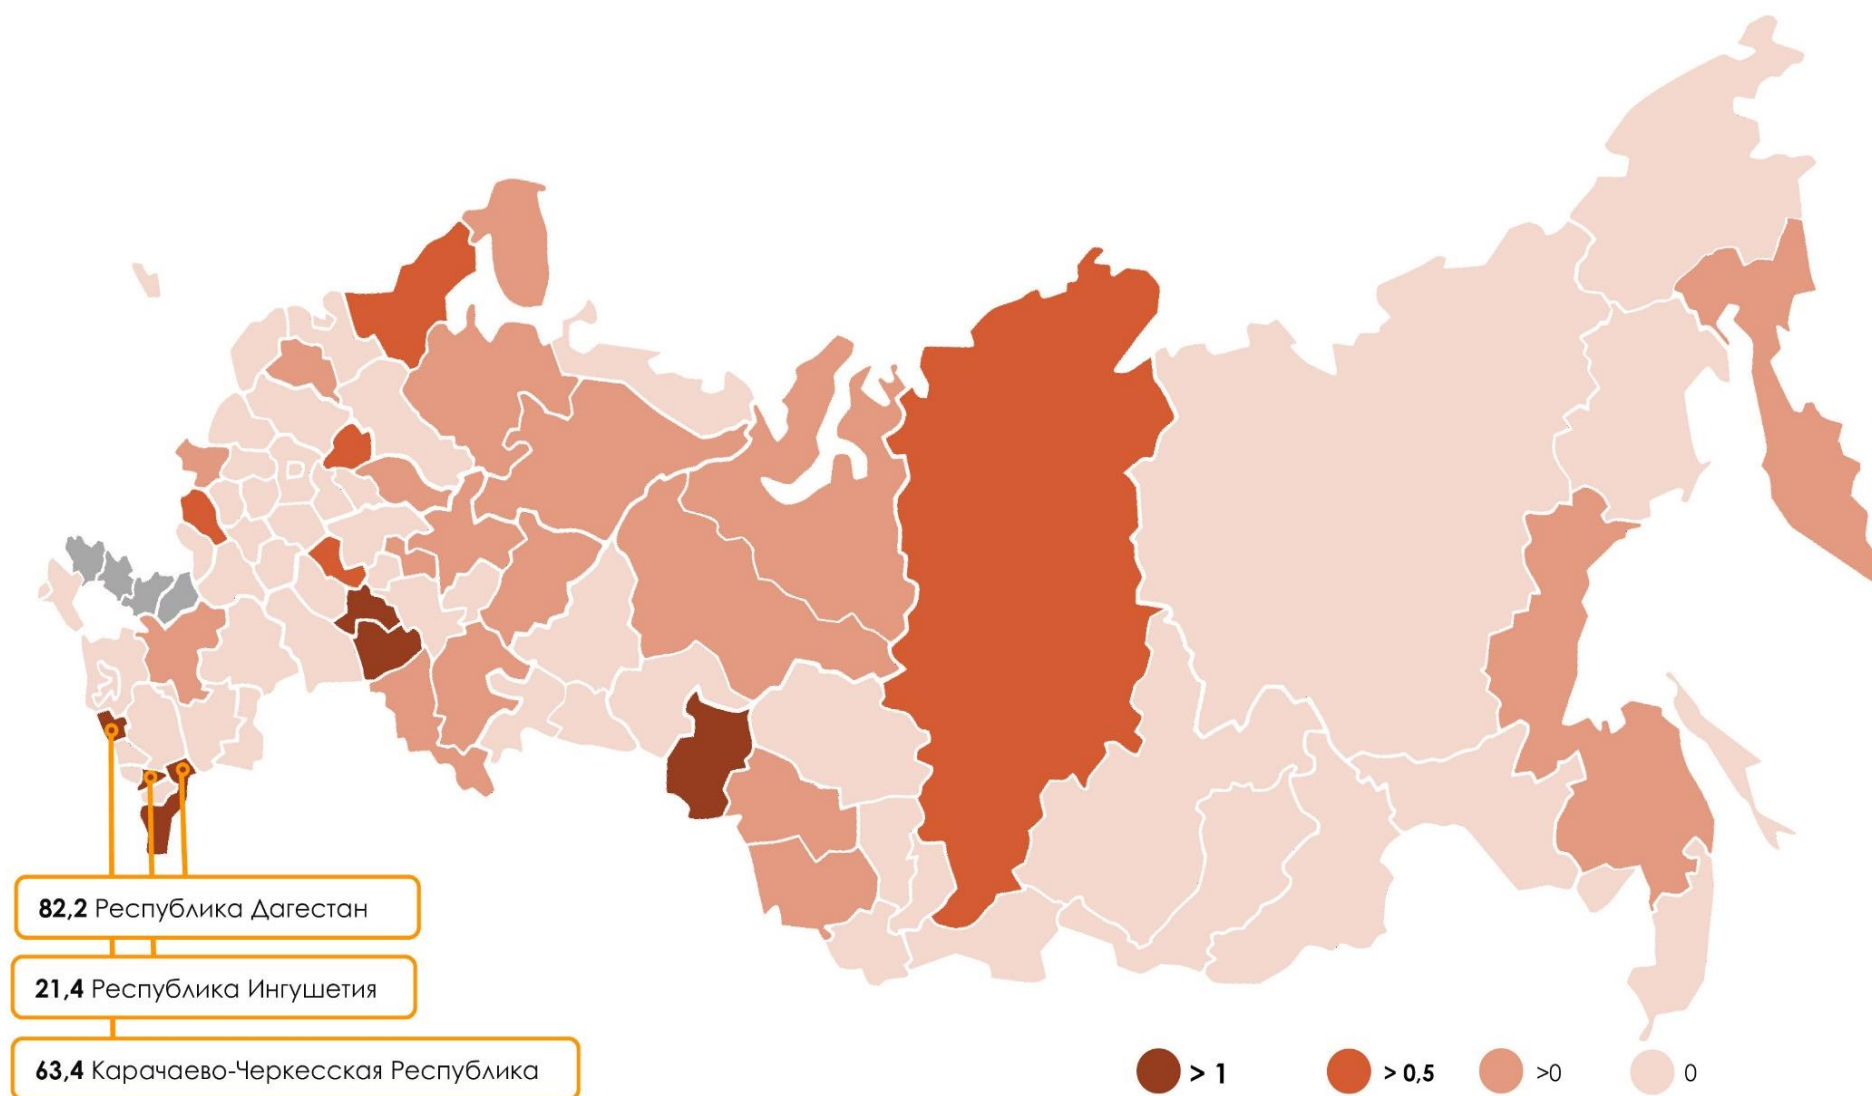 82,2 Республика Дагестан
21,4 Республика Ингушетия
63,4 Карачаево-Черкесская Республика
> 1
> 0,5
>0
0